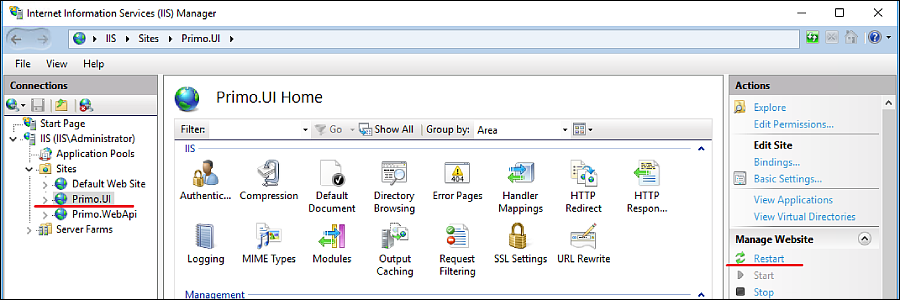 Internet Information Services (IIS) Manager
IIS Sites Primo.UI
File View Help
Connections
Start Page
IIS (IIS\Administrator)
Application Pools
Sites
Default Web Site
Primo.UI
Primo.WebApi
Server Farms
Primo.UI Home
Filter: Go Show All Group by: Area
IIS
Authentic... Compression Default Document Directory Browsing Error Pages Handler Mappings HTTP Redirect HTTP Respon...
404
Logging MIME Types Modules Output Caching Request Filtering SSL Settings URL Rewrite
Management
Actions
Explore
Edit Permissions...
Edit Site
Bindings...
Basic Settings...
View Applications
View Virtual Directories
Manage Website
Restart
Start
Stop